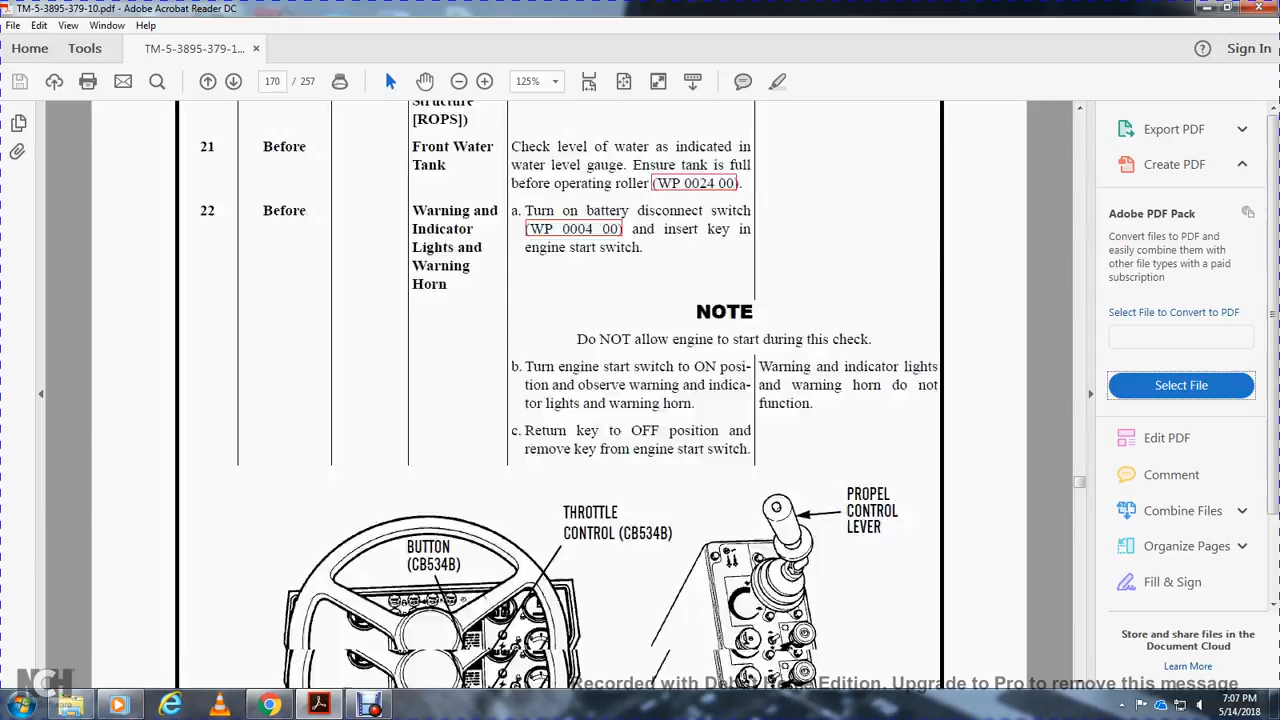 TM-5-3895-379-10.pdf - Adobe Acrobat Reader DC
File Edit View Window Help
Home Tools TM-5-3895-379-1... × Sign In
170 / 257 125%
Structure
[ROPS])
21 Before Front Water Tank
Check level of water as indicated in
water level gauge. Ensure tank is full
before operating roller (WP 0024 00).
22 Before Warning and
Indicator
Lights and
Warning
Horn
a. Turn on battery disconnect switch
(WP 0004 00) and insert key in
engine start switch.
NOTE
Do NOT allow engine to start during this check.
b. Turn engine start switch to ON posi-
tion and observe warning and indica-
tor lights and warning horn.
Warning and indicator lights
and warning horn do not
function.
c. Return key to OFF position and
remove key from engine start switch.
THROTTLE
CONTROL (CB534B)
BUTTON
(CB534B)
PROPEL
CONTROL
LEVER
Export PDF
Create PDF
Adobe PDF Pack
Convert files to PDF and
easily combine them with
other file types with a paid
subscription
Select File to Convert to PDF
Select File
Edit PDF
Comment
Combine Files
Organize Pages
Fill & Sign
Store and share files in the
Document Cloud
Learn More
NCH
Software
Recorded with Debut Home Edition. Upgrade to Pro to remove this message
7:07 PM
5/14/2018